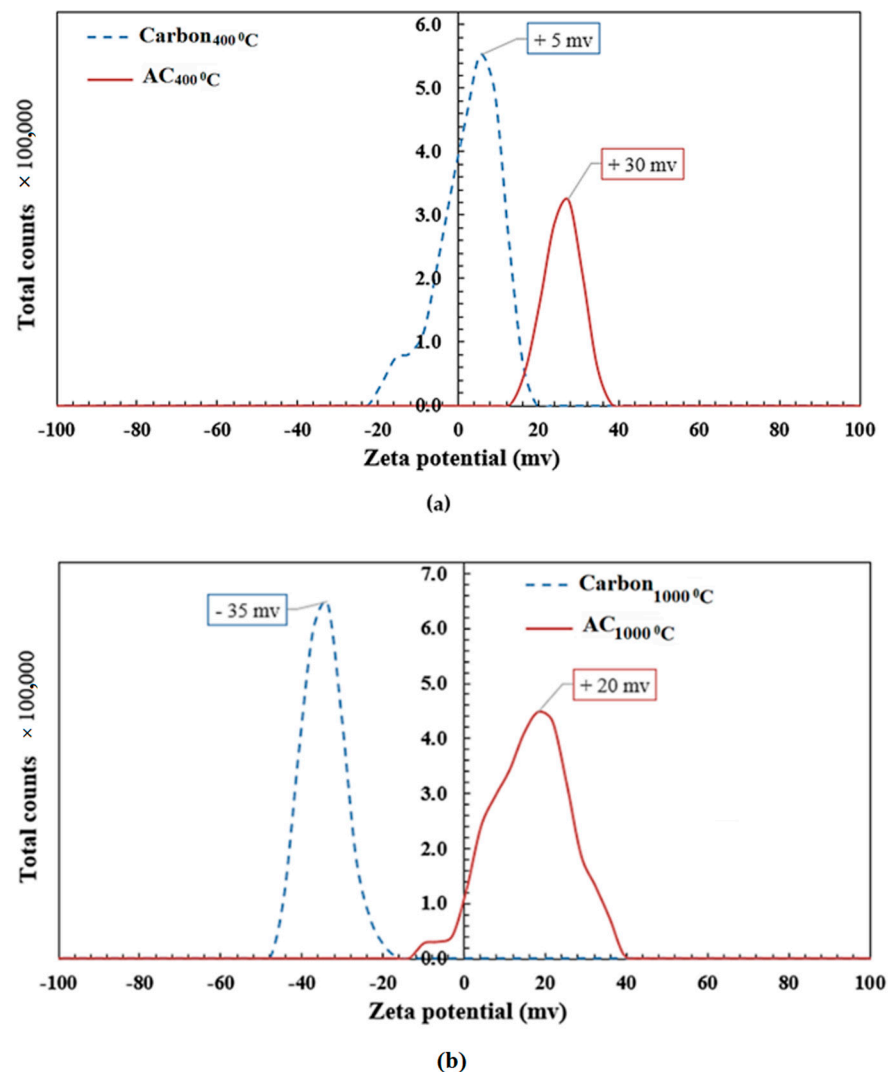 Carbon400 ⁰C
AC400 ⁰C
+ 5 mv
+ 30 mv
6.0
5.0
4.0
3.0
2.0
1.0
0.0
Total counts × 100,000
-100 -80 -60 -40 -20 0 20 40 60 80 100
Zeta potential (mv)
(a)
Carbon1000 ⁰C
AC1000 ⁰C
- 35 mv
+ 20 mv
7.0
6.0
5.0
4.0
3.0
2.0
1.0
0.0
Total counts × 100,000
-100 -80 -60 -40 -20 0 20 40 60 80 100
Zeta potential (mv)
(b)